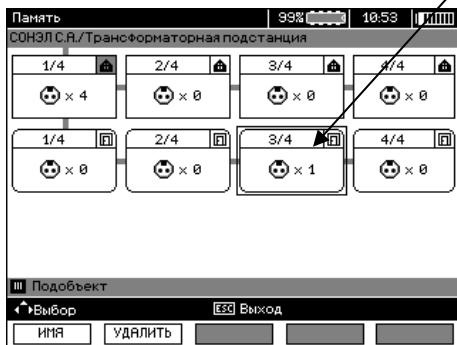 Память 99% 10:53
СОНЭЛ С.А./Трансформаторная подстанция
1/4 2/4 3/4 4/4
× 4 × 0 × 0 × 0
1/4 2/4 3/4 4/4
× 0 × 0 × 1 × 0
Подобъект
Выбор ESC Выход
ИМЯ УДАЛИТЬ